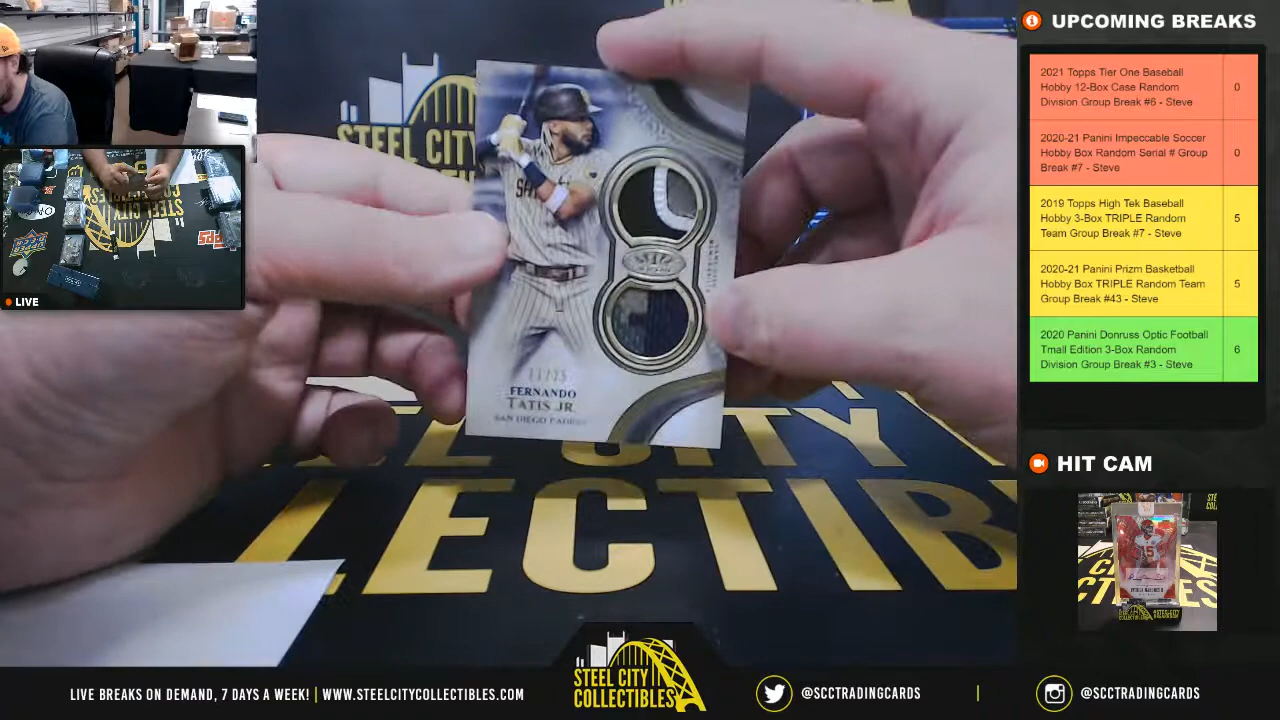 UPCOMING BREAKS
2021 Topps Tier One Baseball
Hobby 12-Box Case Random
Division Group Break #6 - Steve
0
2020-21 Panini Impeccable Soccer
Hobby Box Random Serial # Group
Break #7 - Steve
0
2019 Topps High Tek Baseball
Hobby 3-Box TRIPLE Random
Team Group Break #7 - Steve
5
2020-21 Panini Prizm Basketball
Hobby Box TRIPLE Random Team
Group Break #43 - Steve
5
2020 Panini Donruss Optic Football
Tmall Edition 3-Box Random
Division Group Break #3 - Steve
6
HIT CAM
LIVE
STEEL CITY
FERNANDO
TATIS JR.
SAN DIEGO PADRES
CITY
LLECTIB
STEEL CITY
COLLECTIBLES
LIVE BREAKS ON DEMAND, 7 DAYS A WEEK! | WWW.STEELCITYCOLLECTIBLES.COM
@SCCTRADINGCARDS | @SCCTRADINGCARDS